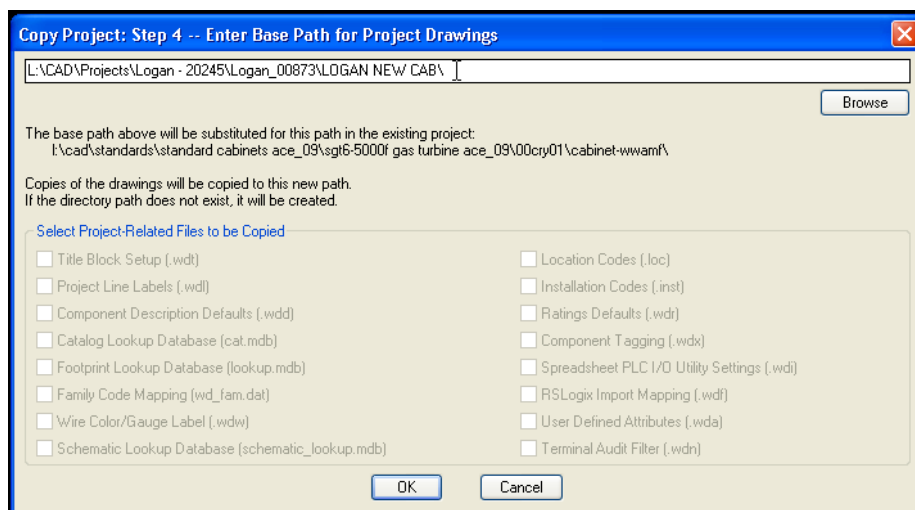 Copy Project: Step 4 -- Enter Base Path for Project Drawings
L:\CAD\Projects\Logan - 20245\Logan_00873\LOGAN NEW CAB\
Browse
The base path above will be substituted for this path in the existing project:
l:\cad\standards\standard cabinets ace_09\sgt6-5000f gas turbine ace_09\00cry01\cabinet-wwamf\
Copies of the drawings will be copied to this new path.
If the directory path does not exist, it will be created.
Select Project-Related Files to be Copied
Title Block Setup (.wdt)
Project Line Labels (.wdl)
Component Description Defaults (.wdd)
Catalog Lookup Database (cat.mdb)
Footprint Lookup Database (lookup.mdb)
Family Code Mapping (wd_fam.dat)
Wire Color/Gauge Label (.wdw)
Schematic Lookup Database (schematic_lookup.mdb)
Location Codes (.loc)
Installation Codes (.inst)
Ratings Defaults (.wdr)
Component Tagging (.wdx)
Spreadsheet PLC I/O Utility Settings (.wdi)
RSLogix Import Mapping (.wdf)
User Defined Attributes (.wda)
Terminal Audit Filter (.wdn)
OK
Cancel